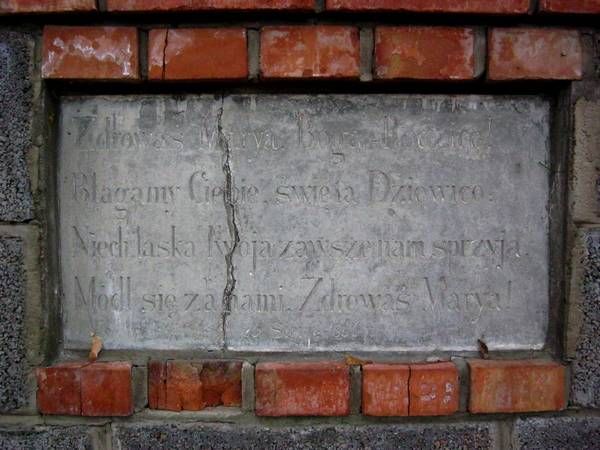 Zdrowaś Marya, Boga-Rodzico!
Błagamy Ciebie, święta Dziewico.
Niech łaska Twoja zawsze nam sprzyja.
Módl się za nami, Zdrowaś Marya!